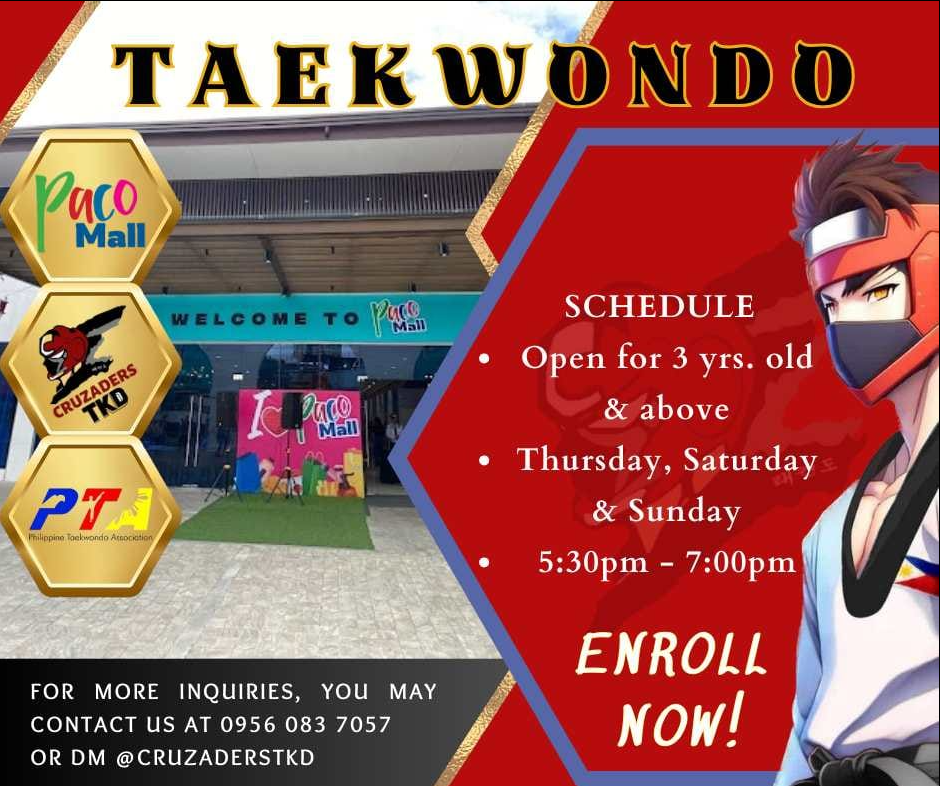 TAEKWONDO
Paco
Mall
CRUZADERS
TKD
PTA
Philippine Taekwondo Association
WELCOME TO Paco Mall
I Paco
Mall
SCHEDULE
• Open for 3 yrs. old
& above
• Thursday, Saturday
& Sunday
• 5:30pm - 7:00pm
ENROLL
NOW!
FOR MORE INQUIRIES, YOU MAY
CONTACT US AT 0956 083 7057
OR DM @CRUZADERSTKD